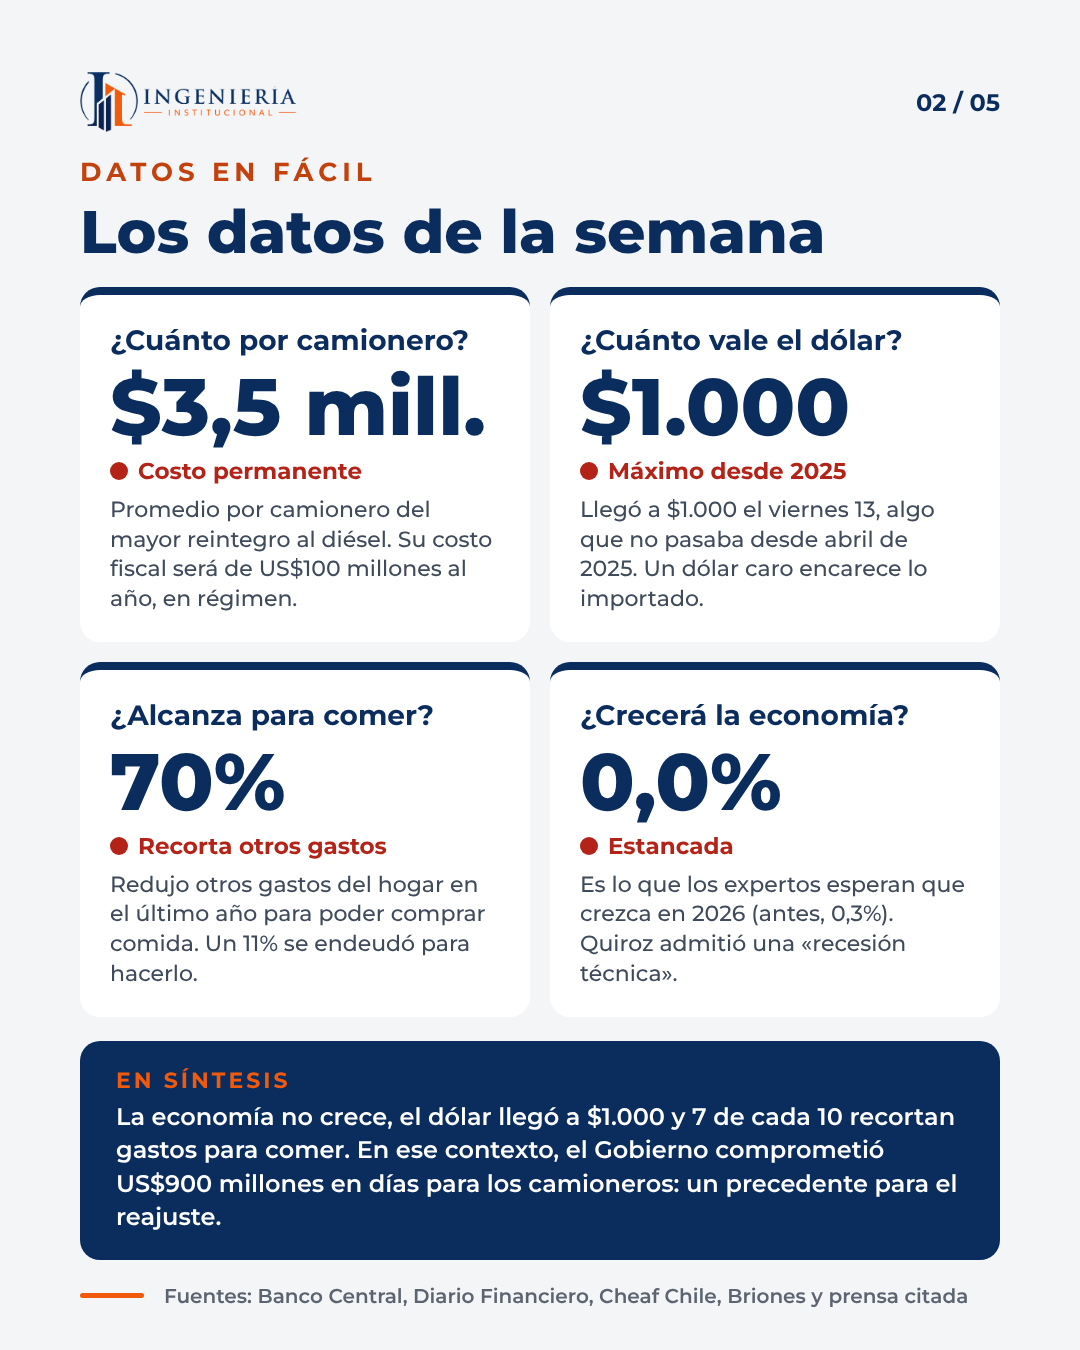 INGENIERIA
INSTITUCIONAL
02 / 05
DATOS EN FÁCIL
Los datos de la semana
¿Cuánto por camionero?
$3,5 mill.
Costo permanente
Promedio por camionero del
mayor reintegro al diésel. Su costo
fiscal será de US$100 millones al
año, en régimen.
¿Cuánto vale el dólar?
$1.000
Máximo desde 2025
Llegó a $1.000 el viernes 13, algo
que no pasaba desde abril de
2025. Un dólar caro encarece lo
importado.
¿Alcanza para comer?
70%
Recorta otros gastos
Redujo otros gastos del hogar en
el último año para poder comprar
comida. Un 11% se endeudó para
hacerlo.
¿Crecerá la economía?
0,0%
Estancada
Es lo que los expertos esperan que
crezca en 2026 (antes, 0,3%).
Quiroz admitió una «recesión
técnica».
EN SÍNTESIS
La economía no crece, el dólar llegó a $1.000 y 7 de cada 10 recortan
gastos para comer. En ese contexto, el Gobierno comprometió
US$900 millones en días para los camioneros: un precedente para el
reajuste.
Fuentes: Banco Central, Diario Financiero, Cheaf Chile, Briones y prensa citada